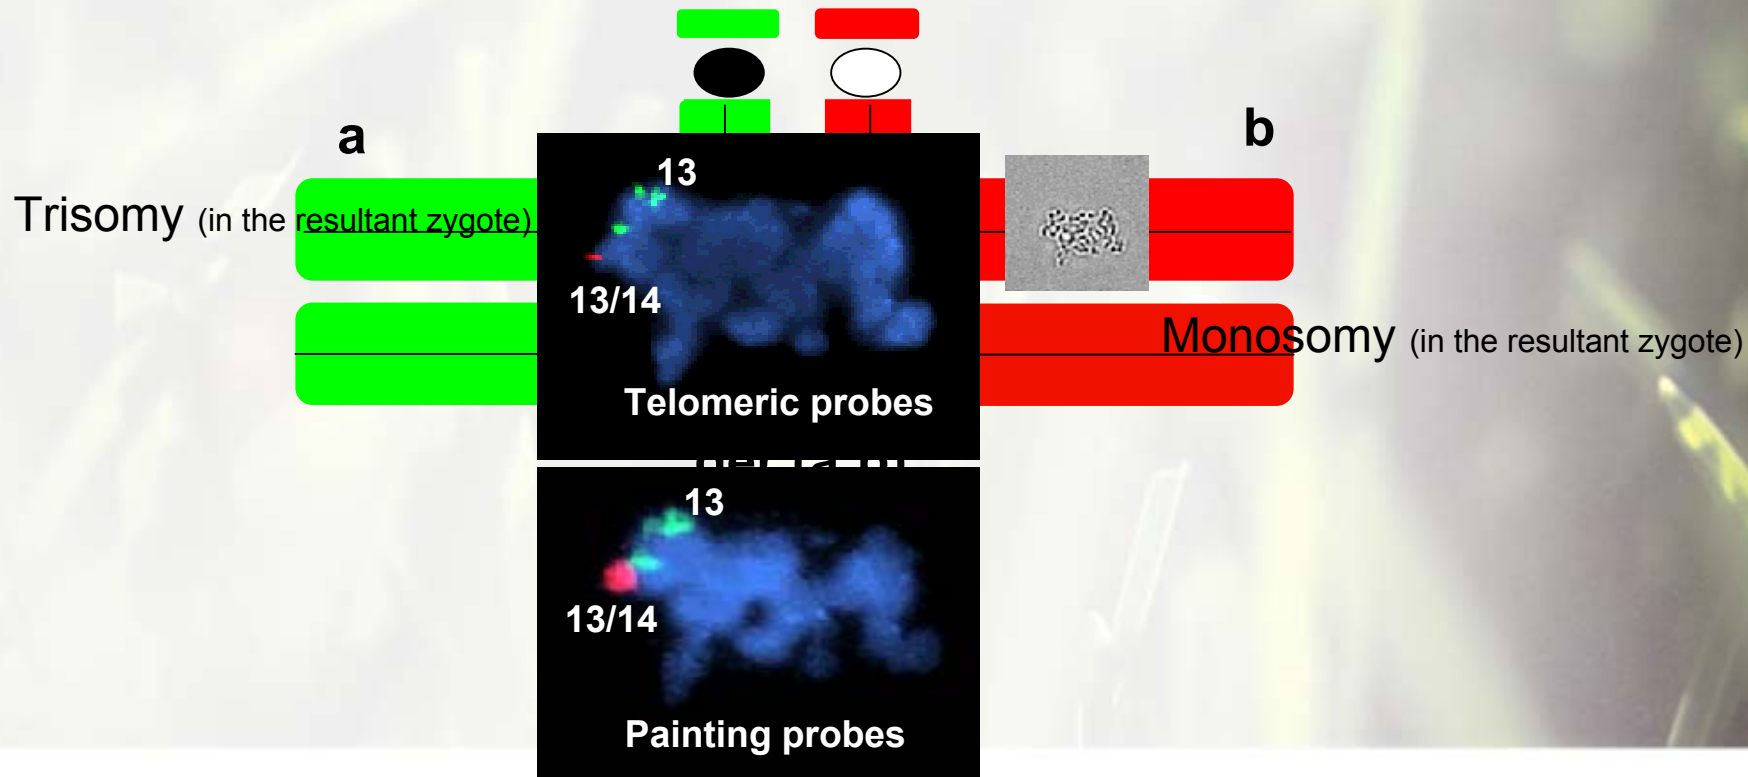 a
b
Trisomy (in the resultant zygote)
13
13/14
Telomeric probes
Monosomy (in the resultant zygote)
13
13/14
Painting probes